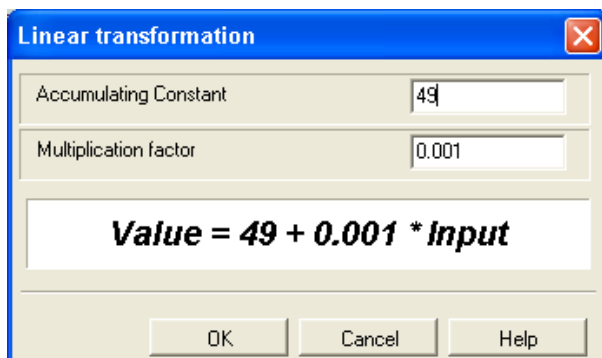 Linear transformation
Accumulating Constant 49
Multiplication factor 0.001
Value = 49 + 0.001 * Input
OK Cancel Help